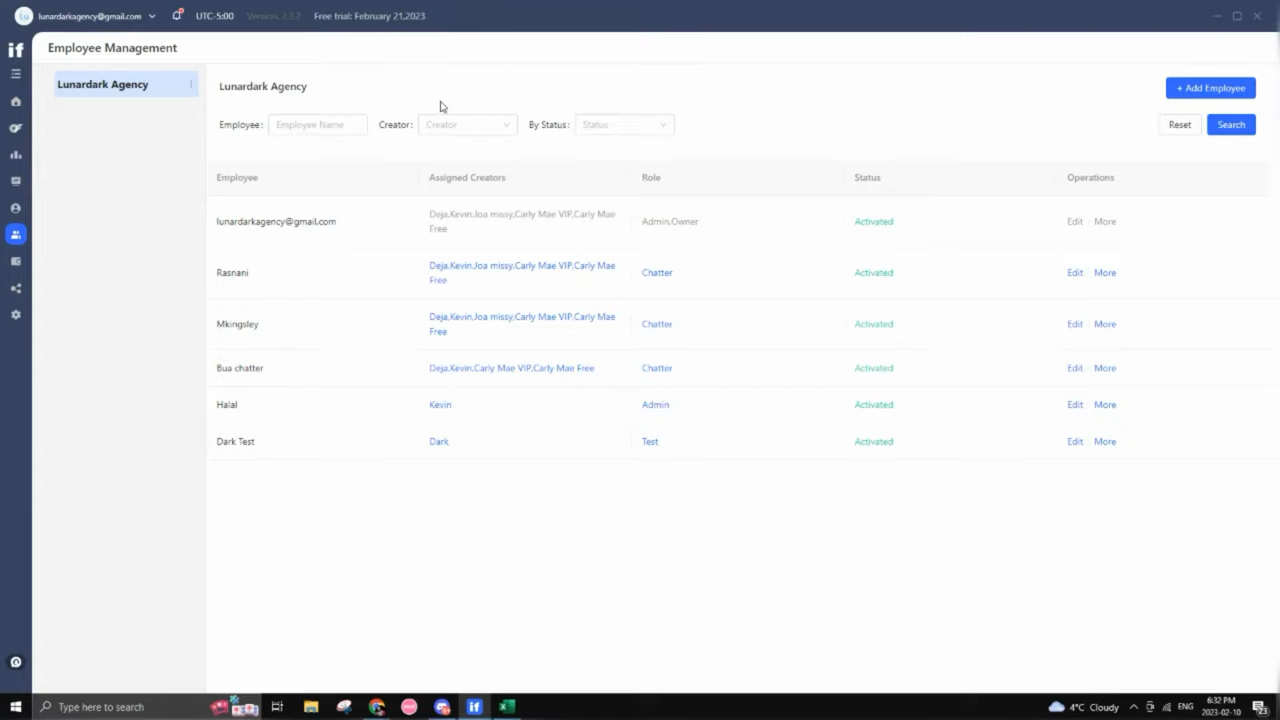 Lu lunardarkagency@gmail.com UTC-5:00 Version. 2.3.2 Free trial: February 21,2023
if Employee Management
Lunardark Agency
Lunardark Agency
+ Add Employee
Employee: Employee Name Creator: Creator By Status: Status Reset Search
Employee Assigned Creators Role Status Operations
lunardarkagency@gmail.com Deja,Kevin,Joa missy,Carly Mae VIP,Carly Mae Admin,Owner Activated Edit More
Free
Rasnani Deja,Kevin,Joa missy,Carly Mae VIP,Carly Mae Chatter Activated Edit More
Free
Mkingsley Deja,Kevin,Joa missy,Carly Mae VIP,Carly Mae Chatter Activated Edit More
Free
Bua chatter Deja,Kevin,Carly Mae VIP,Carly Mae Free Chatter Activated Edit More
Halal Kevin Admin Activated Edit More
Dark Test Dark Test Activated Edit More
Type here to search if 4°C Cloudy ENG 6:32 PM
2023-02-10 23